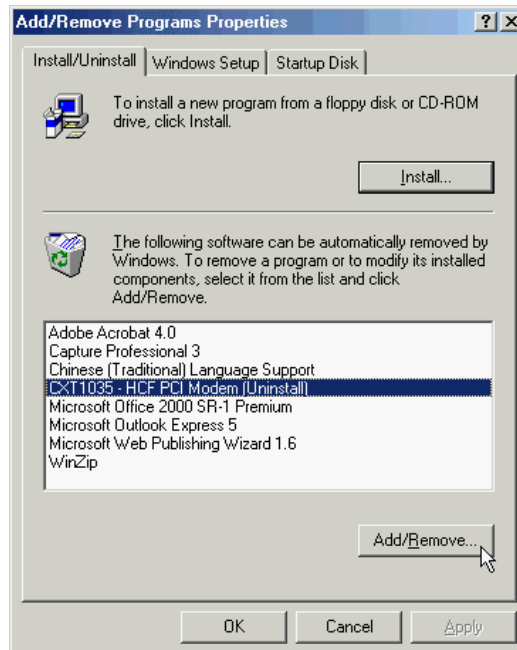 Add/Remove Programs Properties
Install/Uninstall
Windows Setup
Startup Disk
To install a new program from a floppy disk or CD-ROM
drive, click Install.
Install...
The following software can be automatically removed by
Windows. To remove a program or to modify its installed
components, select it from the list and click
Add/Remove.
Adobe Acrobat 4.0
Capture Professional 3
Chinese (Traditional) Language Support
CXT1035 - HCF PCI Modem (Uninstall)
Microsoft Office 2000 SR-1 Premium
Microsoft Outlook Express 5
Microsoft Web Publishing Wizard 1.6
WinZip
Add/Remove...
OK
Cancel
Apply